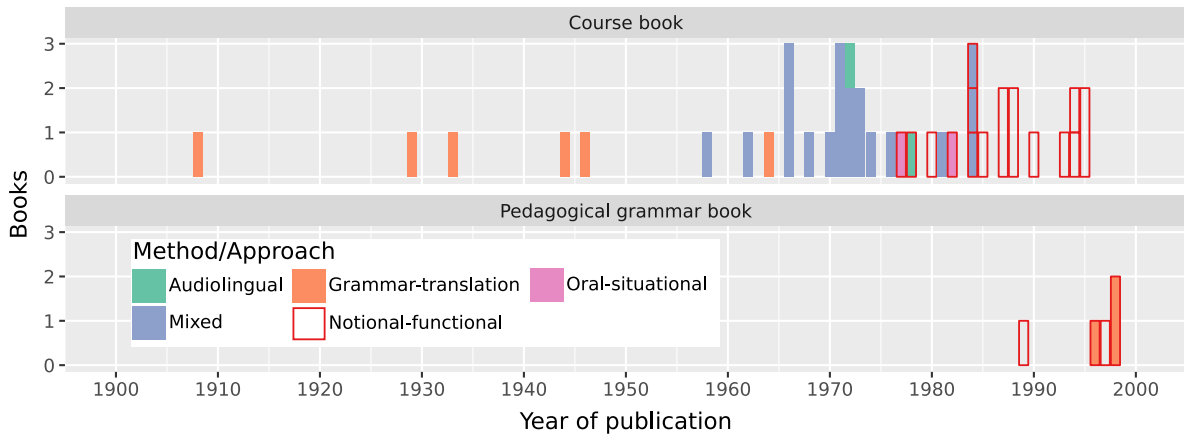 Course book
3
2
1
0
Books
Pedagogical grammar book
3
2
1
0
Method/Approach
Audiolingual Grammar-translation Oral-situational
Mixed Notional-functional
1900 1910 1920 1930 1940 1950 1960 1970 1980 1990 2000
Year of publication